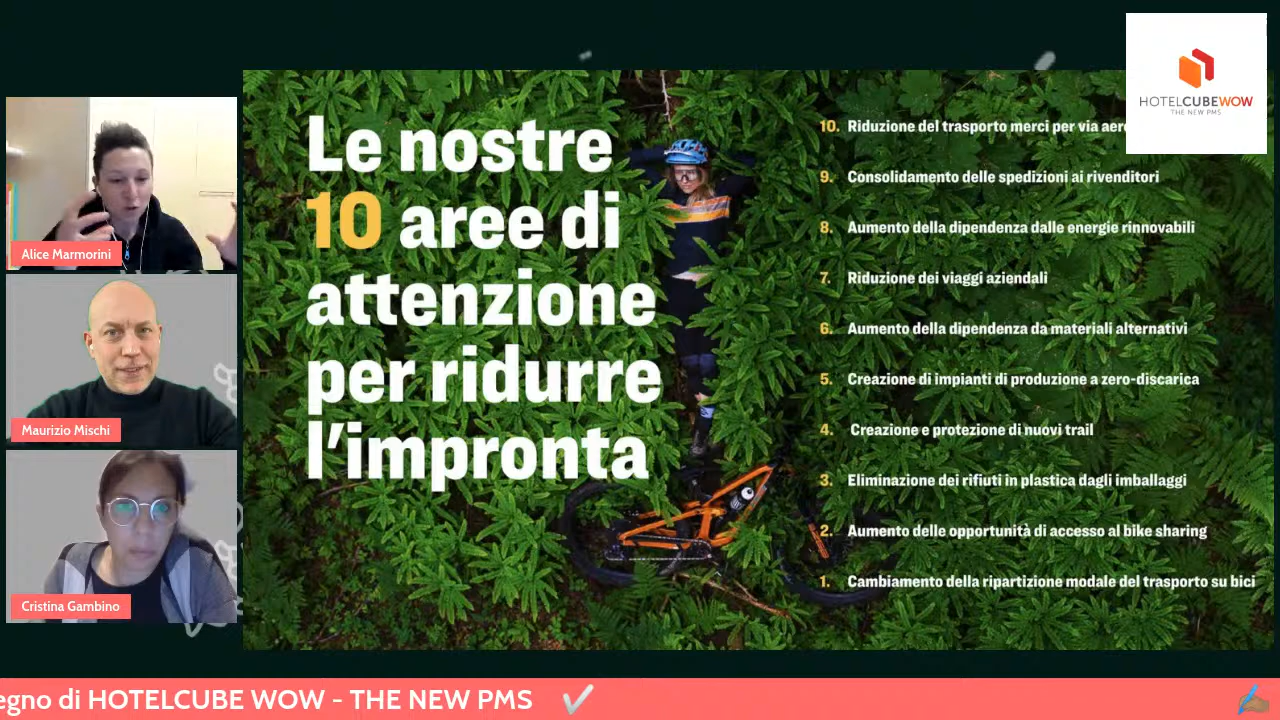 HOTELCUBEWOW
THE NEW PMS
Le nostre
10 aree di
attenzione
per ridurre
l'impronta
10. Riduzione del trasporto merci per via
9. Consolidamento delle spedizioni ai rivenditori
8. Aumento della dipendenza dalle energie rinnovabili
7. Riduzione dei viaggi aziendali
6. Aumento della dipendenza da materiali alternativi
5. Creazione di impianti di produzione a zero-discarica
4. Creazione e protezione di nuovi trail
3. Eliminazione dei rifiuti in plastica dagli imballaggi
2. Aumento delle opportunità di accesso al bike sharing
1. Cambiamento della ripartizione modale del trasporto su bici
Alice Marmorini
Maurizio Mischi
Cristina Gambino
di HOTELCUBE WOW - THE NEW PMS